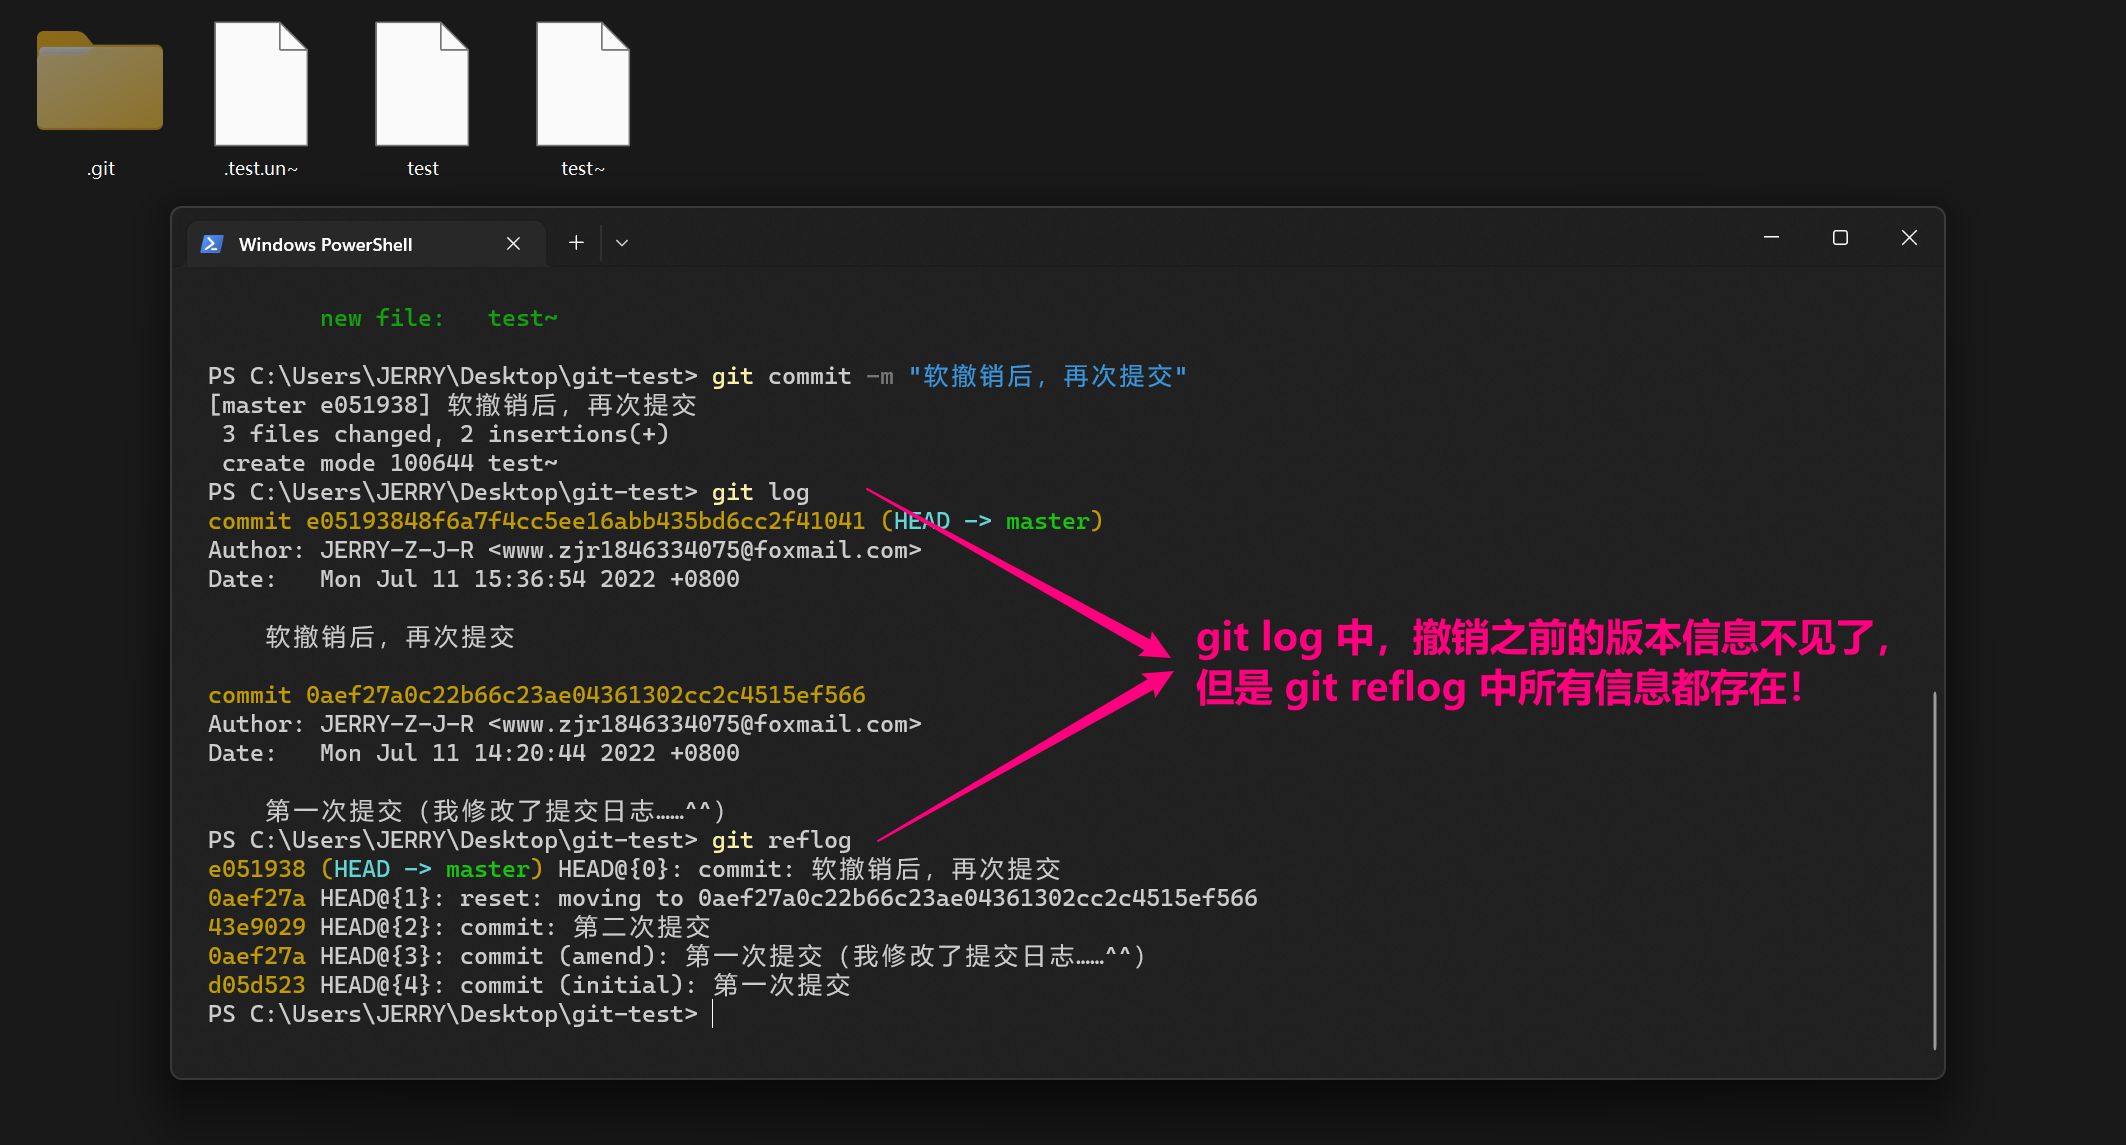 .git
.test.un~
test
test~
Windows PowerShell
new file:   test~
PS C:\Users\JERRY\Desktop\git-test> git commit -m "软撤销后，再次提交"
[master e051938] 软撤销后，再次提交
 3 files changed, 2 insertions(+)
 create mode 100644 test~
PS C:\Users\JERRY\Desktop\git-test> git log
commit e05193848f6a7f4cc5ee16abb435bd6cc2f41041 (HEAD -> master)
Author: JERRY-Z-J-R <www.zjr1846334075@foxmail.com>
Date:   Mon Jul 11 15:36:54 2022 +0800
软撤销后，再次提交
commit 0aef27a0c22b66c23ae04361302cc2c4515ef566
Author: JERRY-Z-J-R <www.zjr1846334075@foxmail.com>
Date:   Mon Jul 11 14:20:44 2022 +0800
第一次提交（我修改了提交日志……^^）
PS C:\Users\JERRY\Desktop\git-test> git reflog
e051938 (HEAD -> master) HEAD@{0}: commit: 软撤销后，再次提交
0aef27a HEAD@{1}: reset: moving to 0aef27a0c22b66c23ae04361302cc2c4515ef566
43e9029 HEAD@{2}: commit: 第二次提交
0aef27a HEAD@{3}: commit (amend): 第一次提交（我修改了提交日志……^^）
d05d523 HEAD@{4}: commit (initial): 第一次提交
PS C:\Users\JERRY\Desktop\git-test>
git log 中，撤销之前的版本信息不见了，
但是 git reflog 中所有信息都存在！